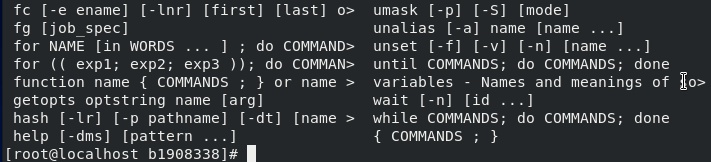 fc [-e ename] [-lnr] [first] [last] o>  umask [-p] [-S] [mode]
fg [job_spec]  unalias [-a] name [name ...]
for NAME [in WORDS ... ] ; do COMMAND>  unset [-f] [-v] [-n] [name ...]
for (( exp1; exp2; exp3 )); do COMMAN>  until COMMANDS; do COMMANDS; done
function name { COMMANDS ; } or name >  variables - Names and meanings of so>
getopts optstring name [arg]  wait [-n] [id ...]
hash [-lr] [-p pathname] [-dt] [name >  while COMMANDS; do COMMANDS; done
help [-dms] [pattern ...]  { COMMANDS ; }
[root@localhost b1908338]#